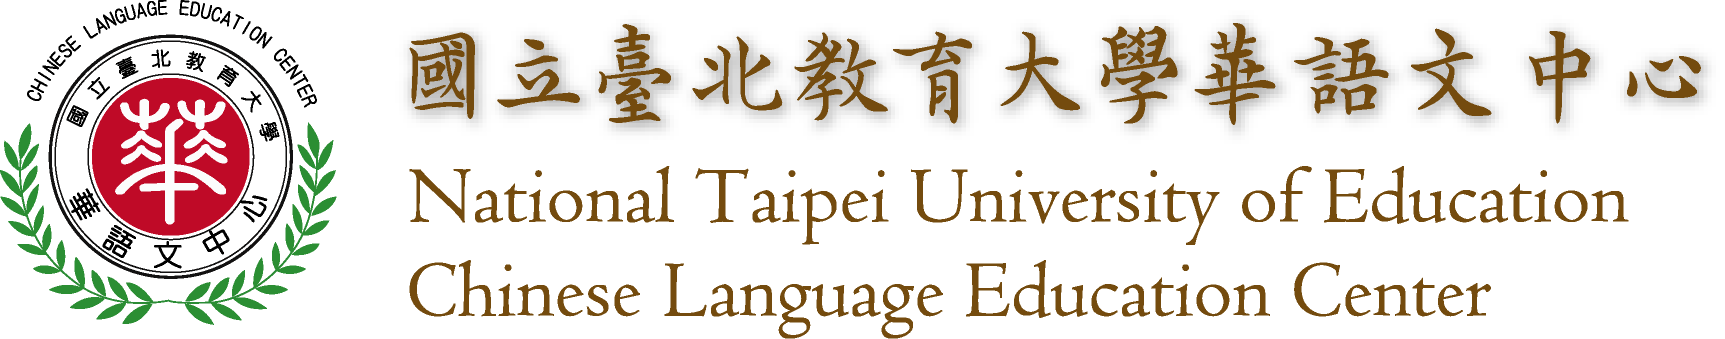 CHINESE LANGUAGE EDUCATION CENTER
國立臺北教育大學
華
華語文中心
國立臺北教育大學華語文中心
National Taipei University of Education
Chinese Language Education Center